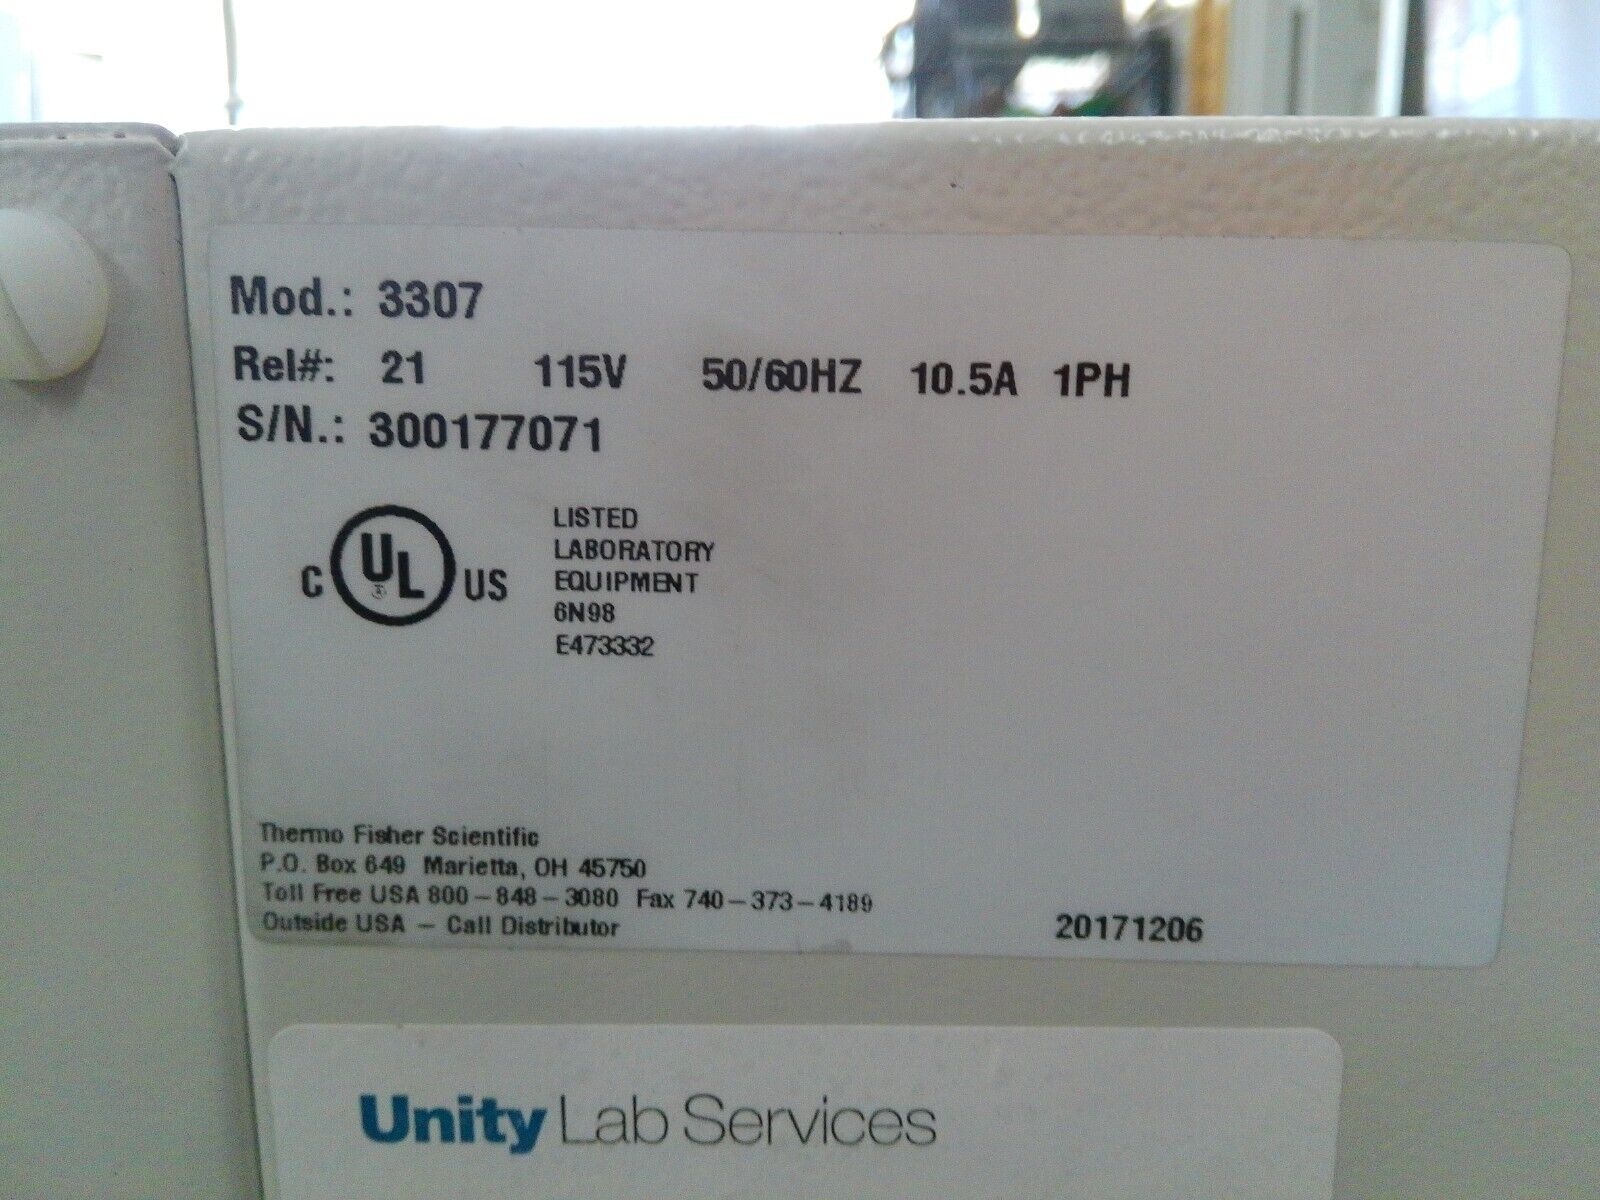 Mod.: 3307
Rel#: 21 115V 50/60HZ 10.5A 1PH
S/N.: 300177071
C UL US
LISTED
LABORATORY
EQUIPMENT
6N98
E473332
Thermo Fisher Scientific
P.O. Box 649 Marietta, OH 45750
Toll Free USA 800-848-3080 Fax 740-373-4189
Outside USA - Call Distributor
20171206
Unity Lab Services